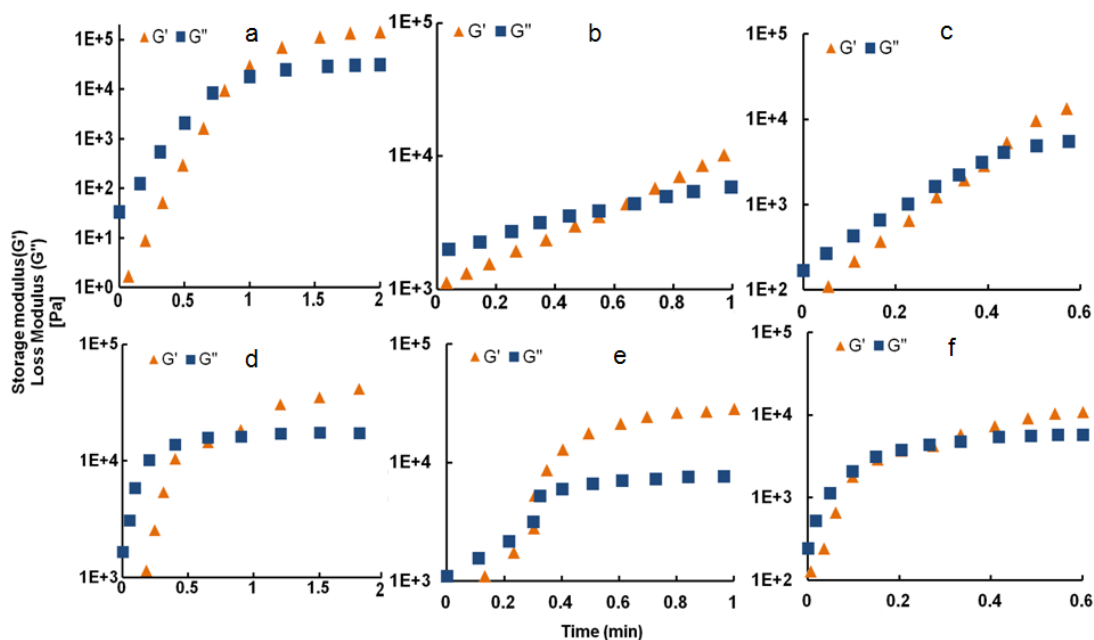 G' G" a
1E+5
1E+4
1E+3
1E+2
1E+1
1E+0
0 0.5 1 1.5 2
G' G" b
1E+5
1E+4
1E+3
0 0.2 0.4 0.6 0.8 1
G' G" c
1E+5
1E+4
1E+3
1E+2
0 0.2 0.4 0.6
Storage modulus(G')
Loss Modulus (G")
[Pa]
G' G" d
1E+5
1E+4
1E+3
0 0.5 1 1.5 2
G' G" e
1E+5
1E+4
1E+3
0 0.2 0.4 0.6 0.8 1
G' G" f
1E+5
1E+4
1E+3
1E+2
0 0.2 0.4 0.6
Time (min)